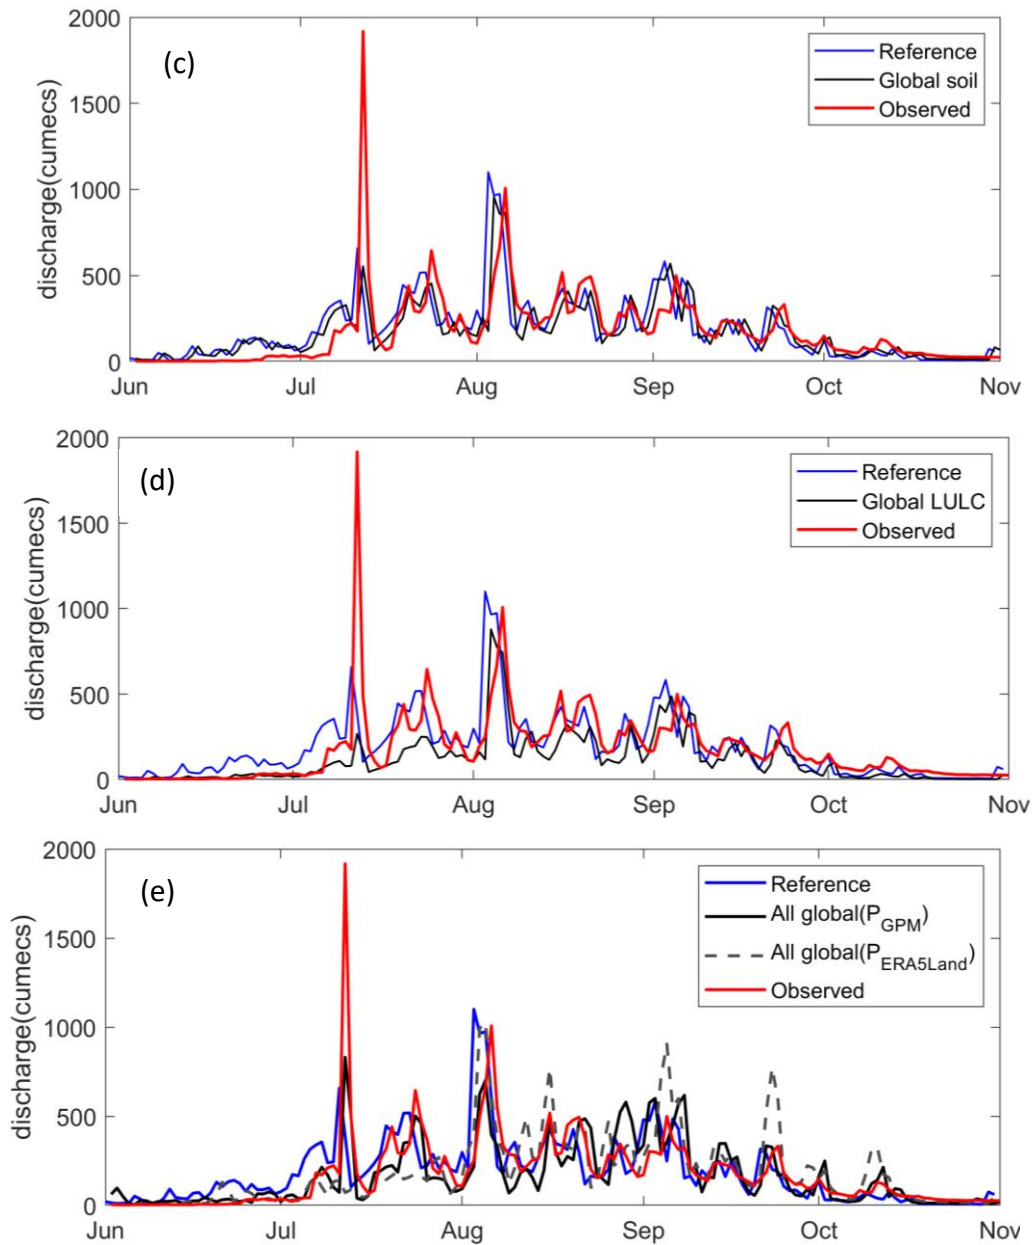 2000
1500
1000
500
0
discharge(cumecs)
(c)
Reference
Global soil
Observed
Jun Jul Aug Sep Oct Nov
2000
1500
1000
500
0
discharge(cumecs)
(d)
Reference
Global LULC
Observed
Jun Jul Aug Sep Oct Nov
2000
1500
1000
500
0
discharge(cumecs)
(e)
Reference
All global(P_GPM)
All global(P_ERA5Land)
Observed
Jun Jul Aug Sep Oct Nov